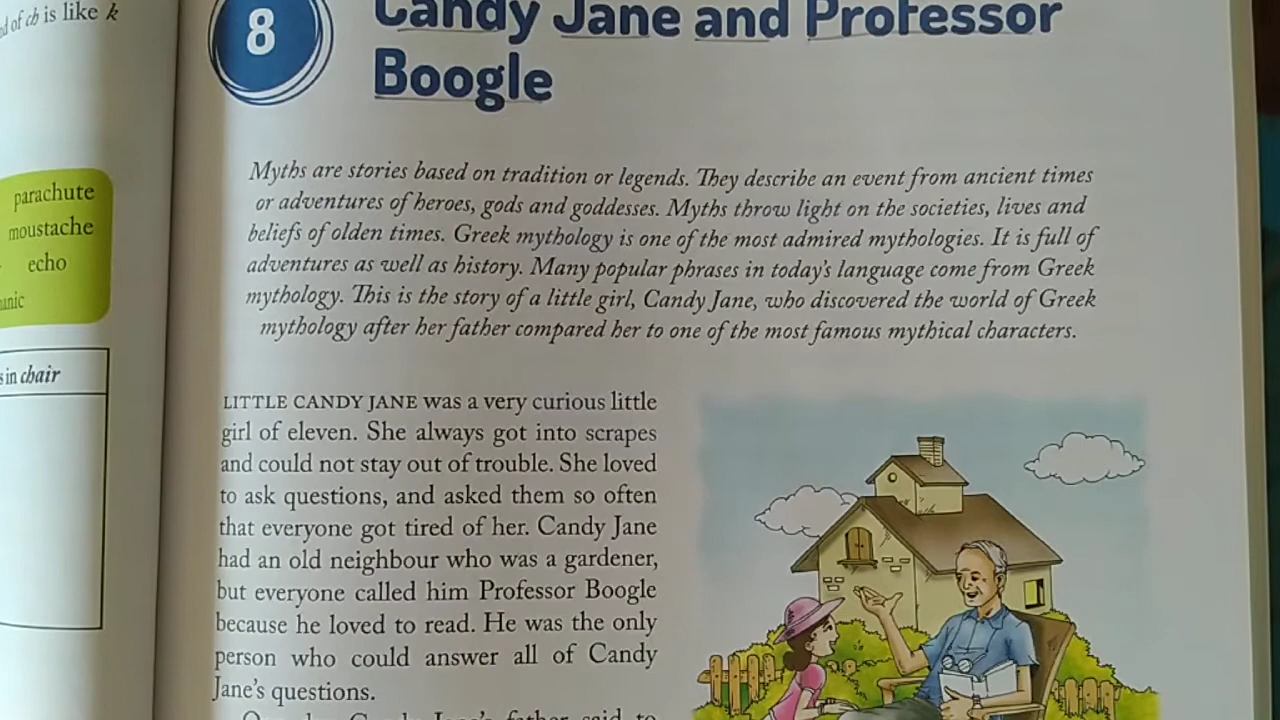 of ch is like k
parachute
moustache
echo
in chair
8
Candy Jane and Professor
Boogle
Myths are stories based on tradition or legends. They describe an event from ancient times
or adventures of heroes, gods and goddesses. Myths throw light on the societies, lives and
beliefs of olden times. Greek mythology is one of the most admired mythologies. It is full of
adventures as well as history. Many popular phrases in today's language come from Greek
mythology. This is the story of a little girl, Candy Jane, who discovered the world of Greek
mythology after her father compared her to one of the most famous mythical characters.
LITTLE CANDY JANE was a very curious little
girl of eleven. She always got into scrapes
and could not stay out of trouble. She loved
to ask questions, and asked them so often
that everyone got tired of her. Candy Jane
had an old neighbour who was a gardener,
but everyone called him Professor Boogle
because he loved to read. He was the only
person who could answer all of Candy
Jane's questions.
Jane's father said to